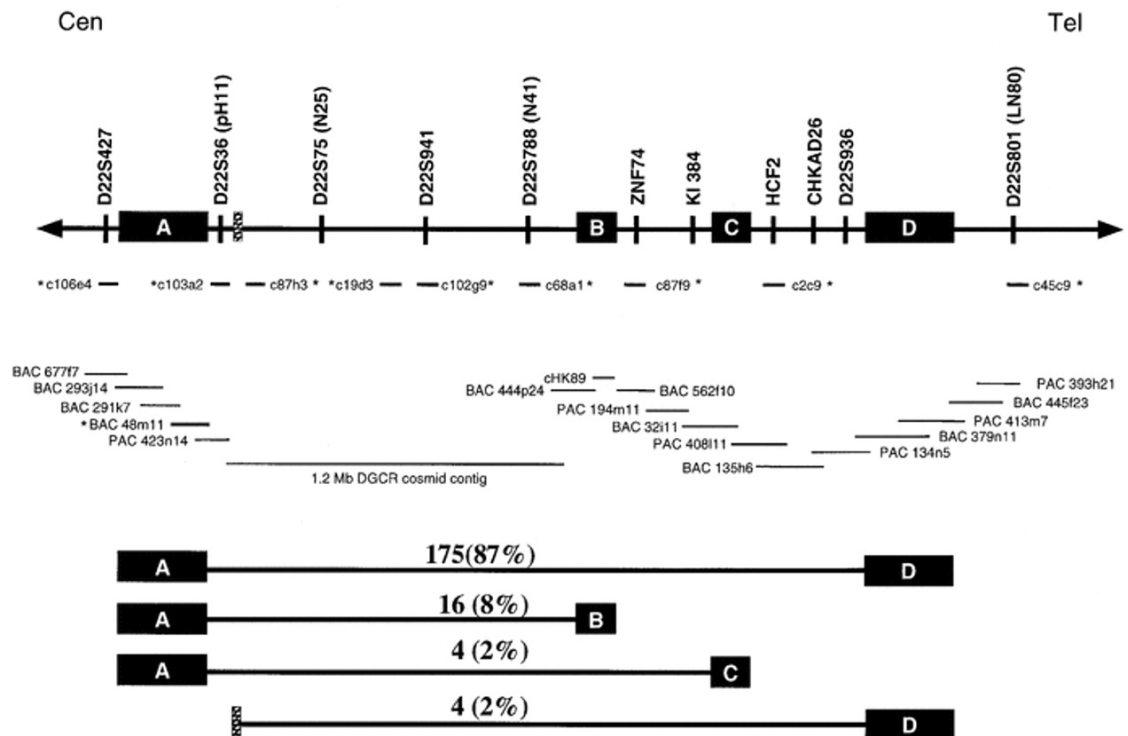 Cen Tel
D22S427 D22S36 (pH11) D22S75 (N25) D22S941 D22S788 (N41) ZNF74 KI 384 HCF2 CHKAD26 D22S936 D22S801 (LN80)
A B C D
*c106e4 *c103a2 c87h3 * *c19d3 c102g9* c68a1* c87f9 * c2c9 * c45c9 *
BAC 677f7
cHK89
PAC 393h21
BAC 293j14
BAC 444p24 BAC 562f10
BAC 291k7
BAC 445f23
PAC 194m11
*BAC 48m11
BAC 32i11
PAC 413m7
PAC 423n14
PAC 408l11
BAC 379n11
PAC 134n5
BAC 135h6
1.2 Mb DGCR cosmid contig
A 175(87%) D
A 16 (8%) B
A 4 (2%) C
4 (2%) D